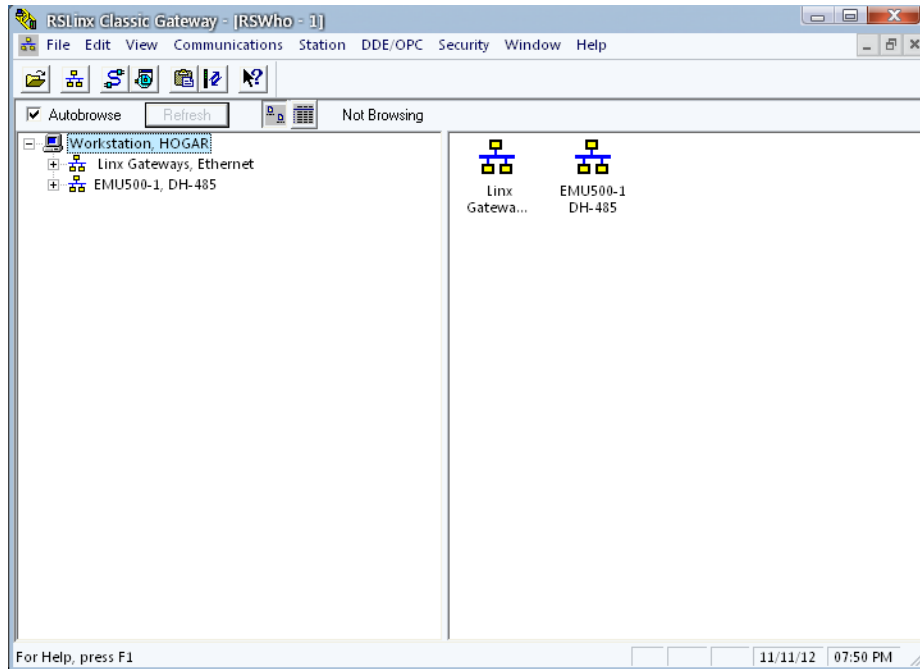 RSLinx Classic Gateway - [RSWho - 1]
File Edit View Communications Station DDE/OPC Security Window Help
Autobrowse Refresh Not Browsing
Workstation, HOGAR
Linx Gateways, Ethernet
EMU500-1, DH-485
Linx
Gatewa...
EMU500-1
DH-485
For Help, press F1 11/11/12 07:50 PM